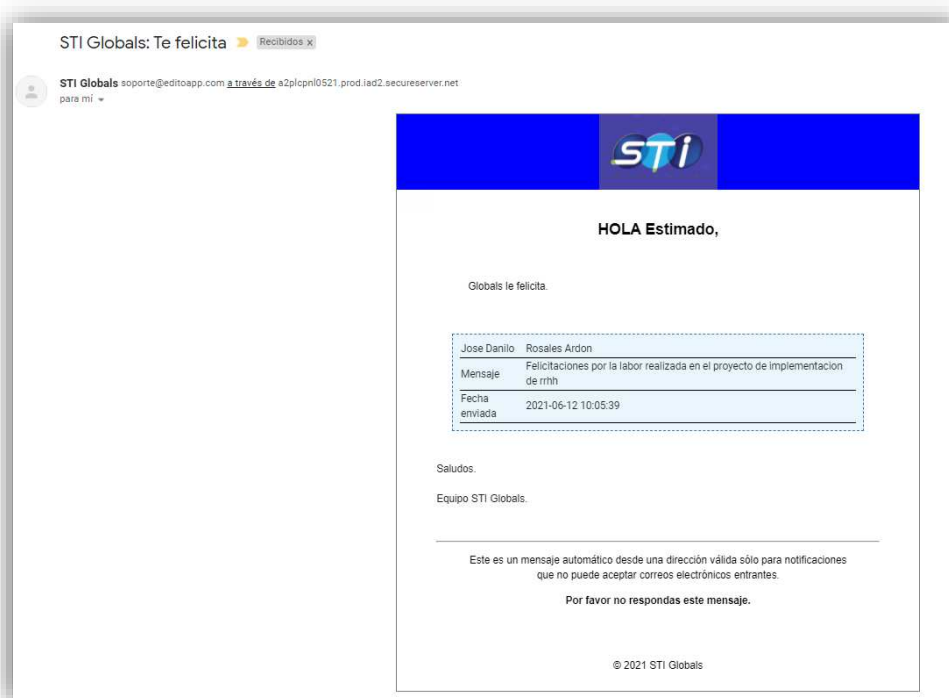 STI Globals: Te felicita Recibidos x
STI Globals soporte@editoapp.com a través de a2plcpnl0521.prod.iad2.secureserver.net
para mí
STi
HOLA Estimado,
Globals le felicita.
Jose Danilo Rosales Ardon
Mensaje Felicitaciones por la labor realizada en el proyecto de implementacion
de rrhh
Fecha
enviada 2021-06-12 10:05:39
Saludos.
Equipo STI Globals.
Este es un mensaje automático desde una dirección válida sólo para notificaciones
que no puede aceptar correos electrónicos entrantes.
Por favor no respondas este mensaje.
© 2021 STI Globals